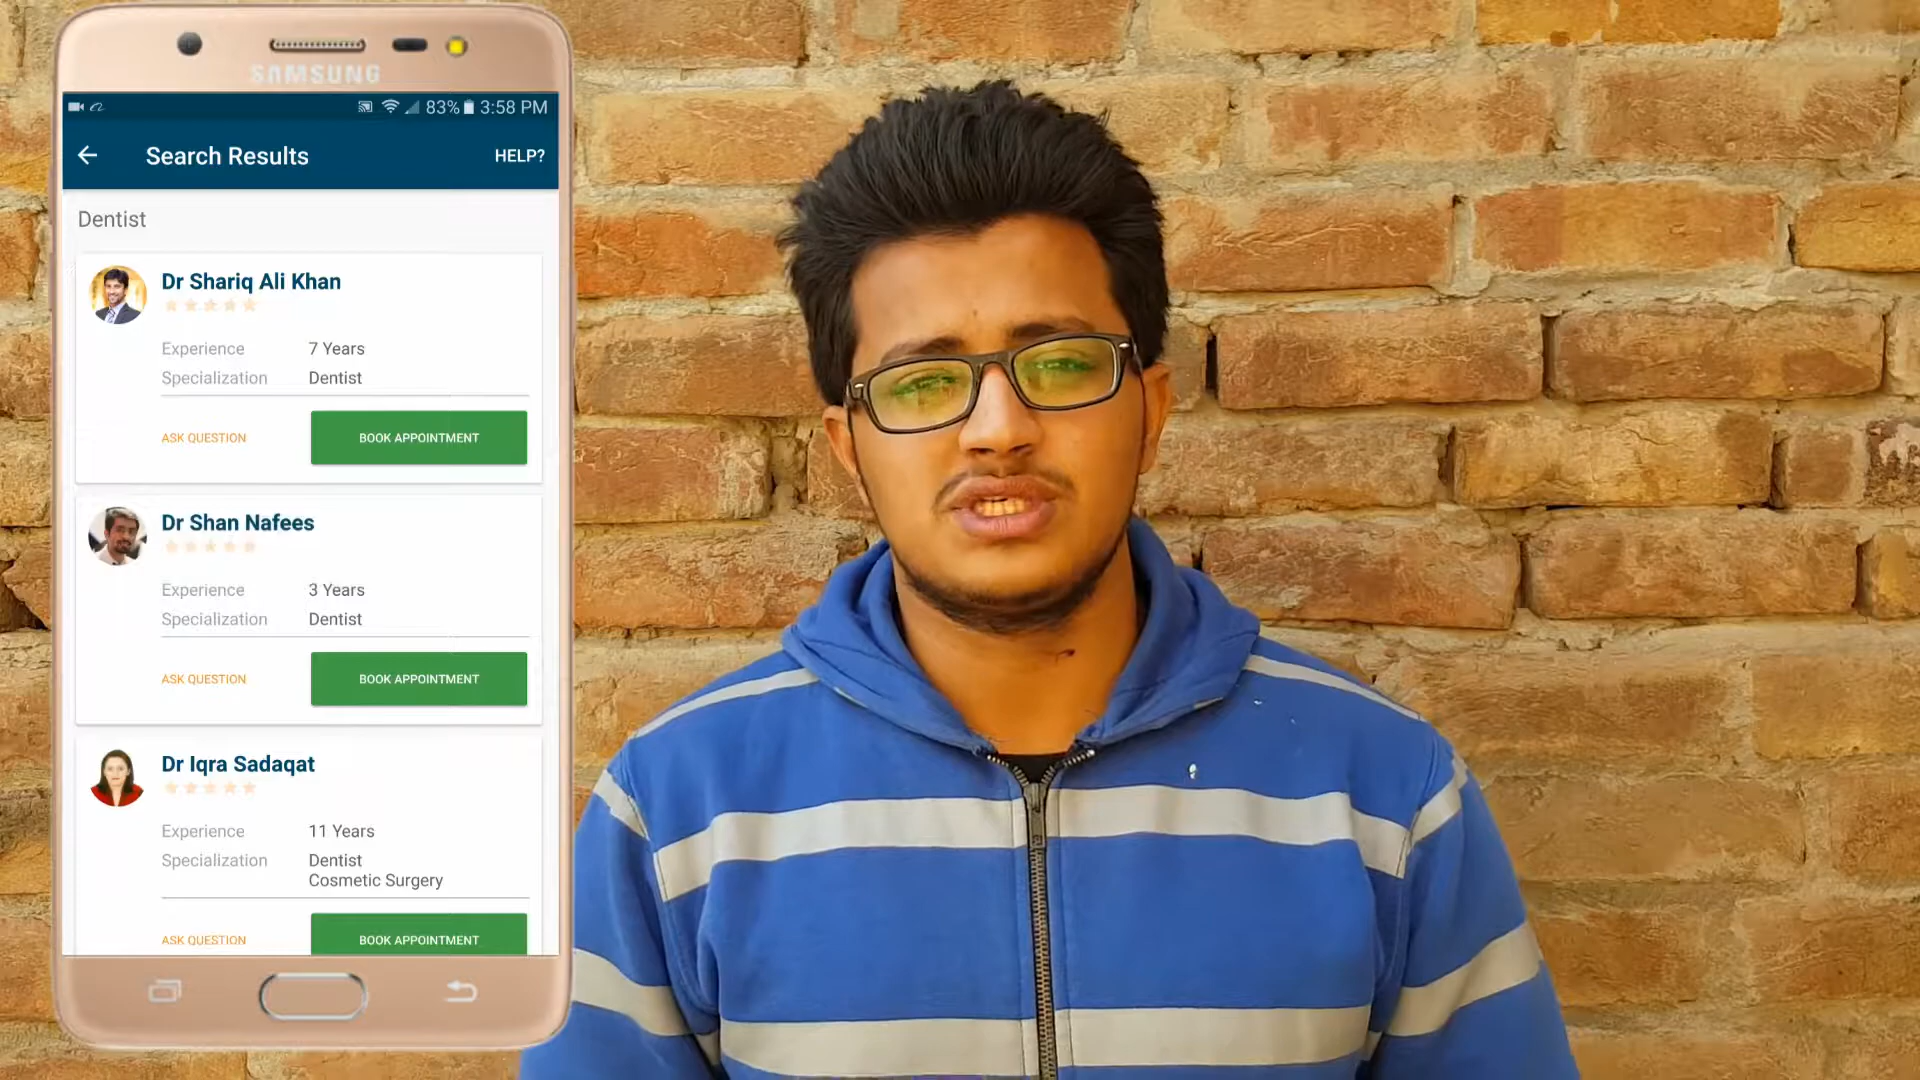 SAMSUNG
83% 3:58 PM
Search Results HELP?
Dentist
Dr Shariq Ali Khan
Experience 7 Years
Specialization Dentist
ASK QUESTION BOOK APPOINTMENT
Dr Shan Nafees
Experience 3 Years
Specialization Dentist
ASK QUESTION BOOK APPOINTMENT
Dr Iqra Sadaqat
Experience 11 Years
Specialization Dentist
Cosmetic Surgery
ASK QUESTION BOOK APPOINTMENT